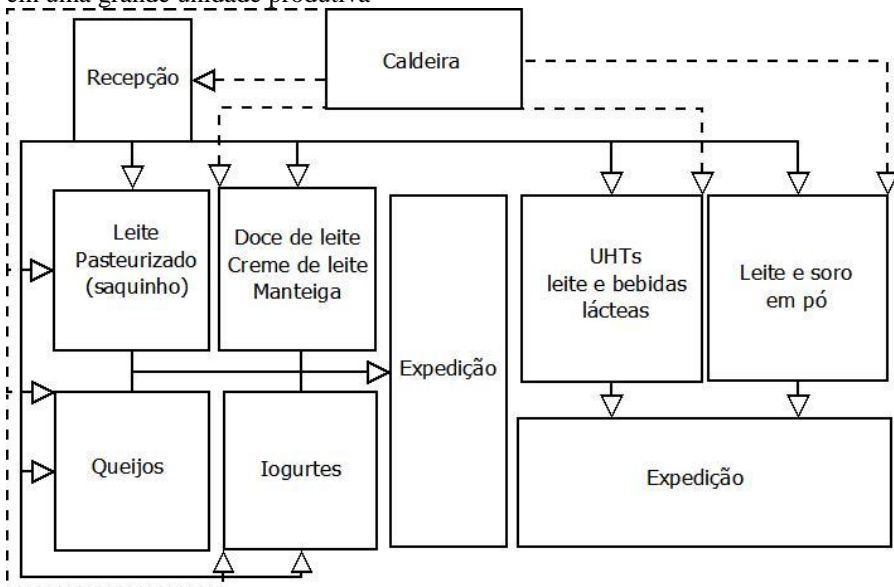 em uma grande unidade produtiva
Caldeira
Recepção
Leite
Pasteurizado
(saquinho)
Doce de leite
Creme de leite
Manteiga
UHTs
leite e bebidas
lácteas
Leite e soro
em pó
Expedição
Queijos
Iogurtes
Expedição